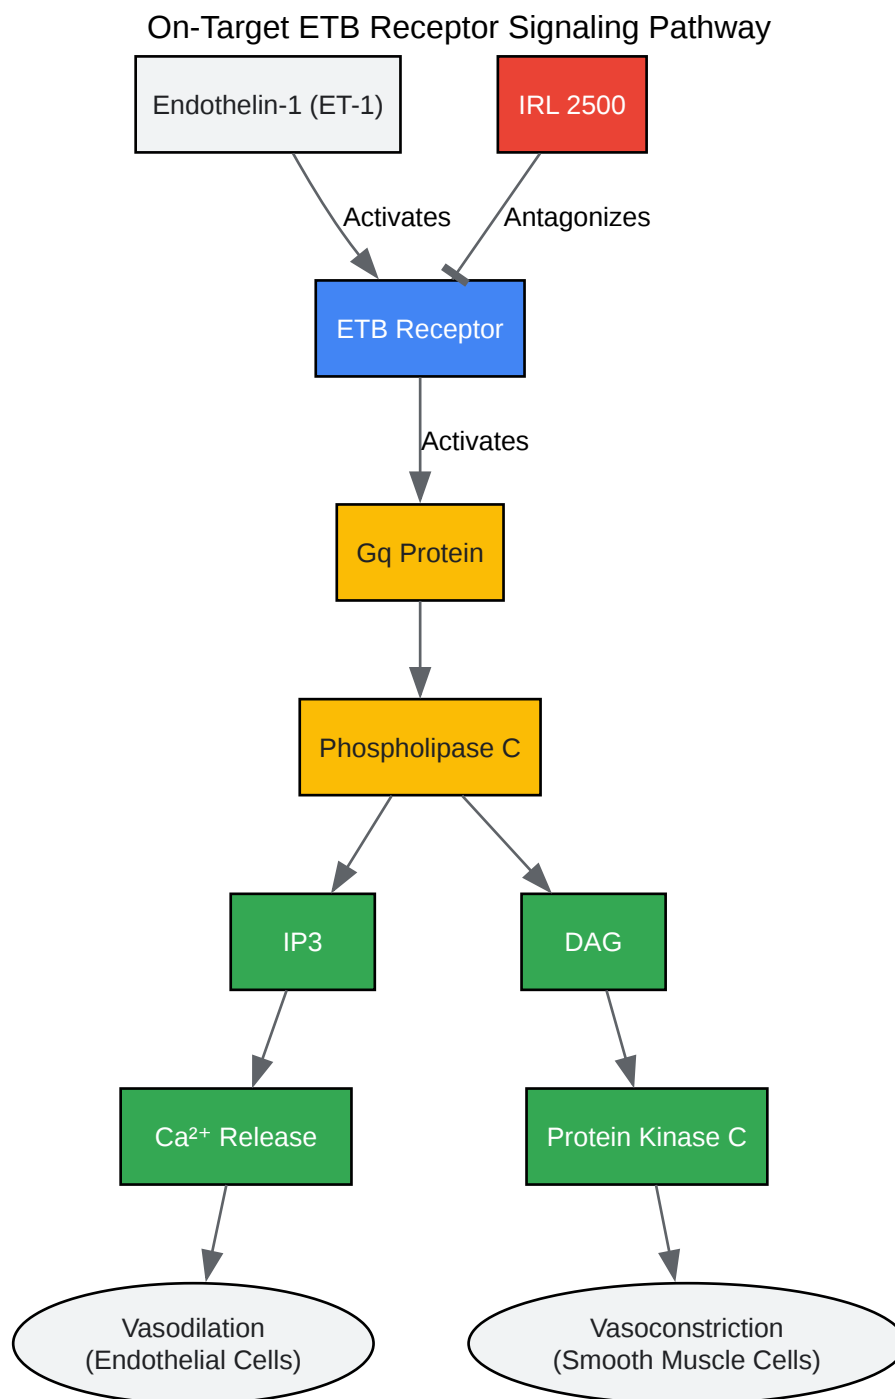 On-Target ETB Receptor Signaling Pathway
Endothelin-1 (ET-1)
IRL 2500
Activates
Antagonizes
ETB Receptor
Activates
Gq Protein
Phospholipase C
IP3
DAG
Ca²⁺ Release
Protein Kinase C
Vasodilation
(Endothelial Cells)
Vasoconstriction
(Smooth Muscle Cells)